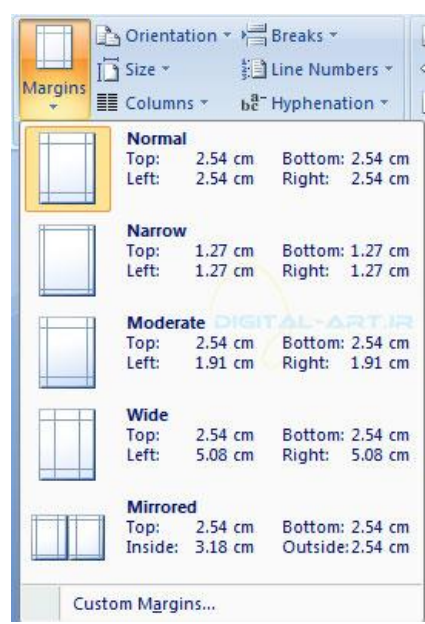 Margins
Orientation
Breaks
Size
Line Numbers
Columns
Hyphenation
Normal
Top: 2.54 cm Bottom: 2.54 cm
Left: 2.54 cm Right: 2.54 cm
Narrow
Top: 1.27 cm Bottom: 1.27 cm
Left: 1.27 cm Right: 1.27 cm
DIGITAL-ART.IR
Moderate
Top: 2.54 cm Bottom: 2.54 cm
Left: 1.91 cm Right: 1.91 cm
Wide
Top: 2.54 cm Bottom: 2.54 cm
Left: 5.08 cm Right: 5.08 cm
Mirrored
Top: 2.54 cm Bottom: 2.54 cm
Inside: 3.18 cm Outside: 2.54 cm
Custom Margins...